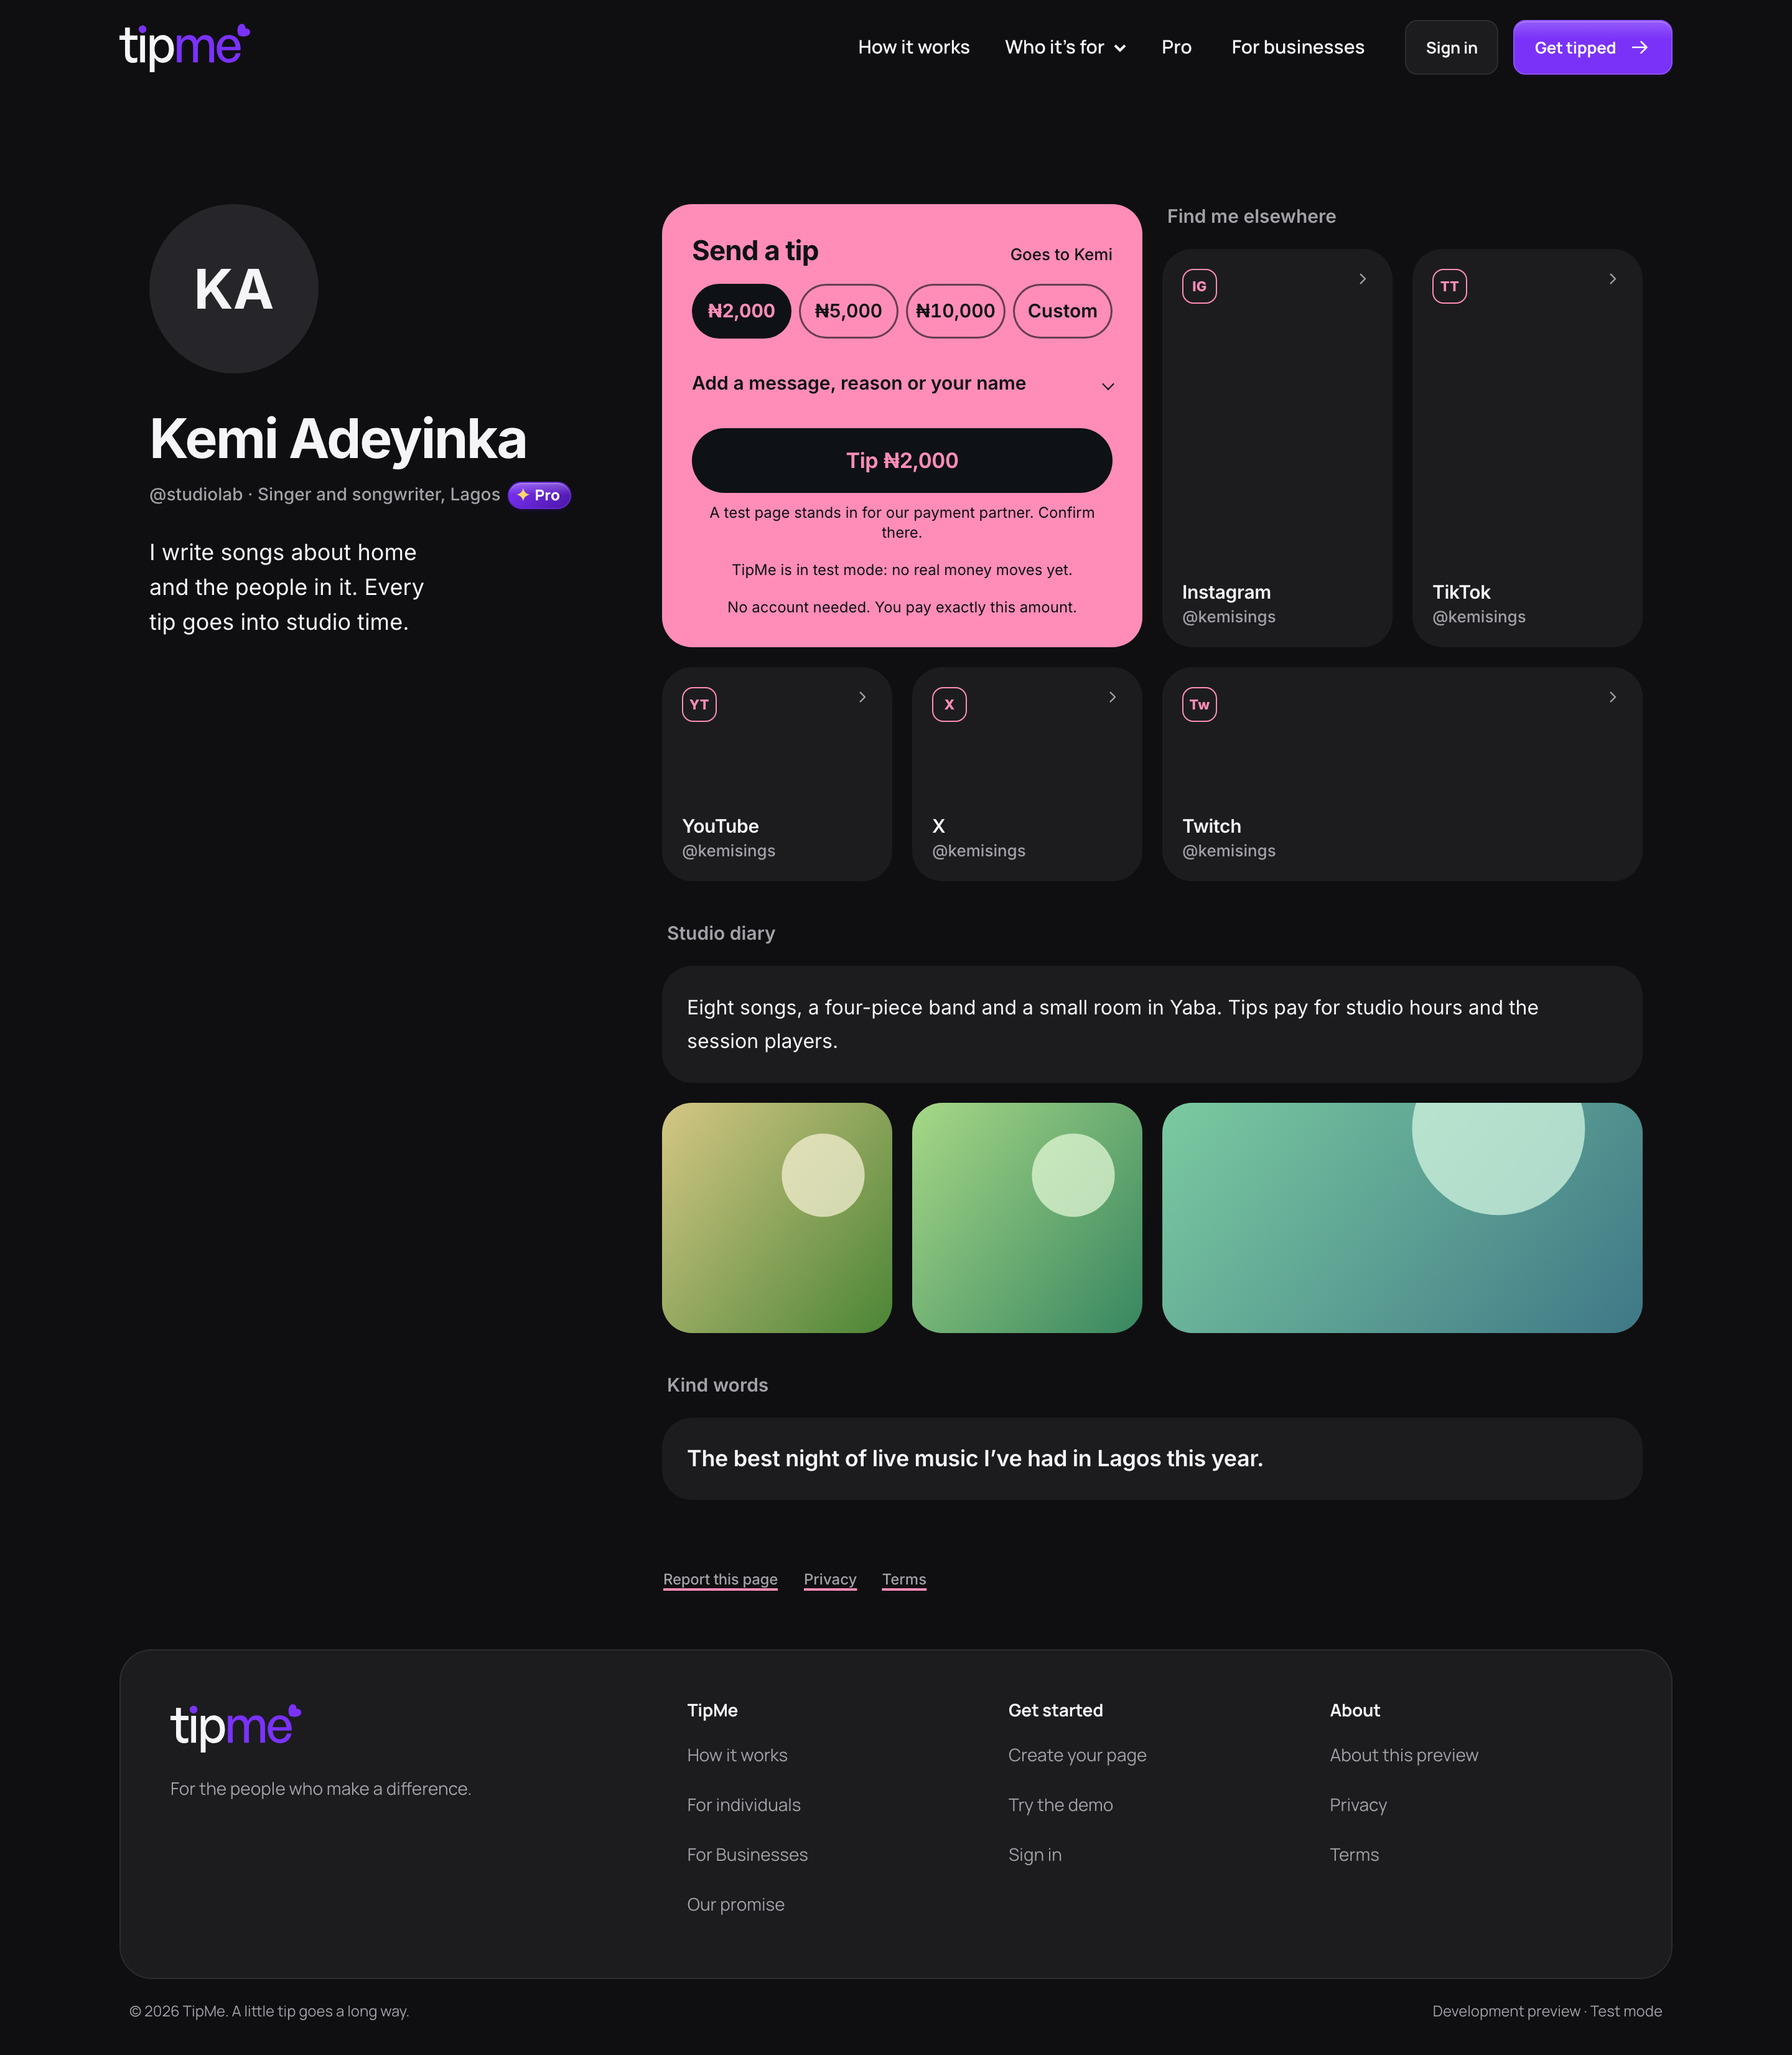 tipme
How it works
Who it's for
Pro
For businesses
Sign in
Get tipped
KA
Kemi Adeyinka
@studiolab · Singer and songwriter, Lagos
Pro
I write songs about home
and the people in it. Every
tip goes into studio time.
Send a tip
Goes to Kemi
₦2,000
₦5,000
₦10,000
Custom
Add a message, reason or your name
Tip ₦2,000
A test page stands in for our payment partner. Confirm
there.
TipMe is in test mode: no real money moves yet.
No account needed. You pay exactly this amount.
Find me elsewhere
IG
Instagram
@kemisings
TT
TikTok
@kemisings
YT
YouTube
@kemisings
X
X
@kemisings
Tw
Twitch
@kemisings
Studio diary
Eight songs, a four-piece band and a small room in Yaba. Tips pay for studio hours and the
session players.
Kind words
The best night of live music I’ve had in Lagos this year.
Report this page
Privacy
Terms
tipme
For the people who make a difference.
TipMe
How it works
For individuals
For Businesses
Our promise
Get started
Create your page
Try the demo
Sign in
About
About this preview
Privacy
Terms
© 2026 TipMe. A little tip goes a long way.
Development preview · Test mode